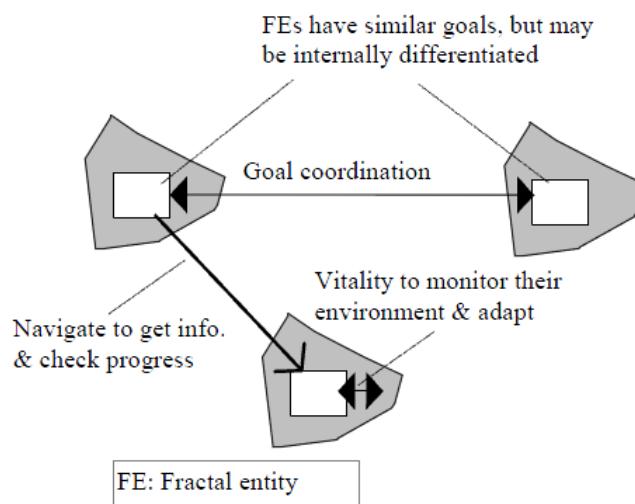 FEs have similar goals, but may
be internally differentiated
Goal coordination
Vitality to monitor their
environment & adapt
Navigate to get info.
& check progress
FE: Fractal entity